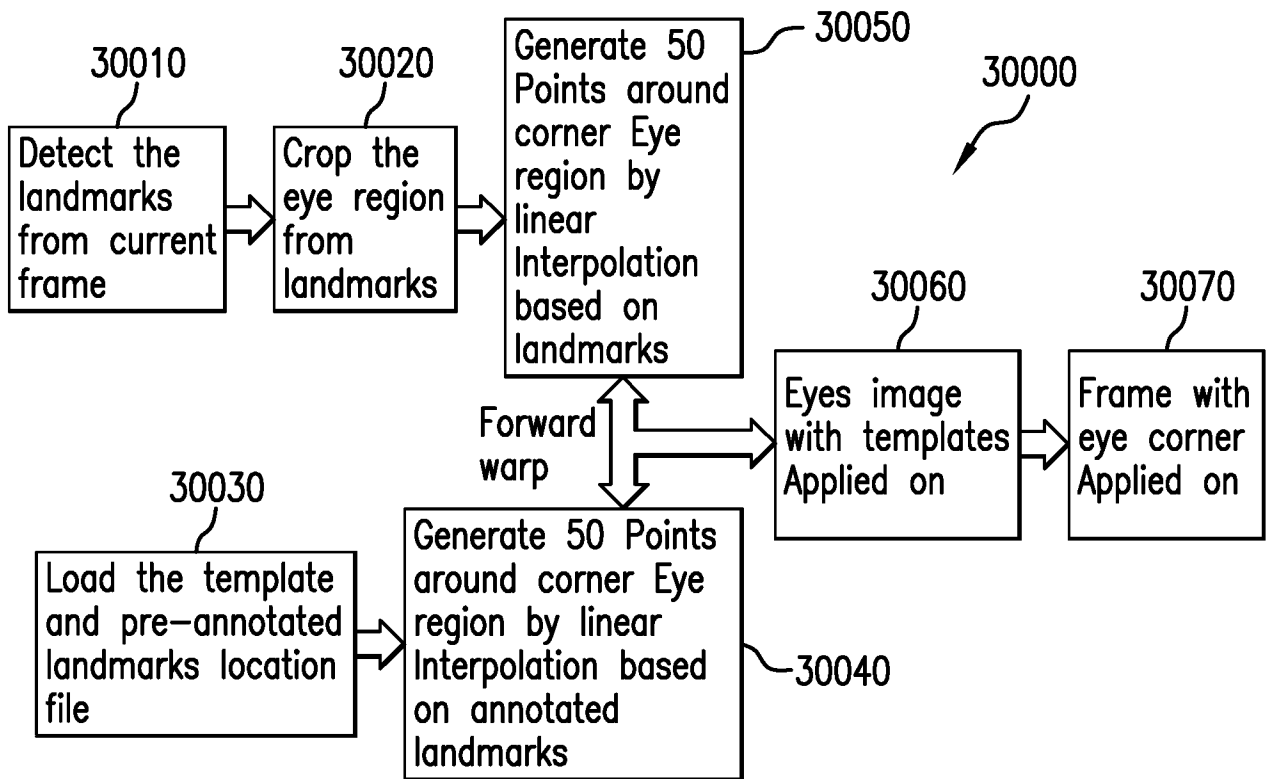 30010
Detect the
landmarks
from current
frame
30020
Crop the
eye region
from
landmarks
30050
Generate 50
Points around
corner Eye
region by
linear
Interpolation
based on
landmarks
30000
Forward
warp
30060
Eyes image
with templates
Applied on
30070
Frame with
eye corner
Applied on
30030
Load the template
and pre-annotated
landmarks location
file
Generate 50 Points
around corner Eye
region by linear
Interpolation based
on annotated
landmarks
30040